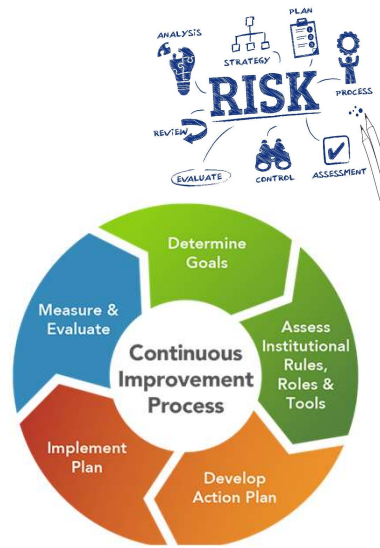 ANALYSIS
STRATEGY
PLAN
RISK
PROCESS
REVIEW
EVALUATE
CONTROL
ASSESSMENT
Determine
Goals
Assess
Institutional
Rules,
Roles &
Tools
Develop
Action Plan
Implement
Plan
Measure &
Evaluate
Continuous
Improvement
Process